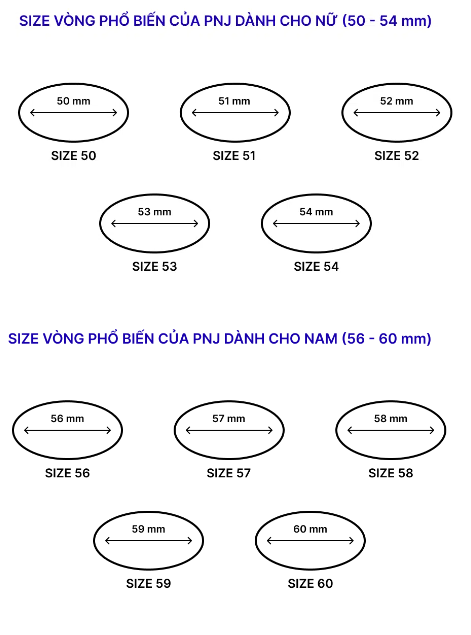 SIZE VÒNG PHỔ BIẾN CỦA PNJ DÀNH CHO NỮ (50 - 54 mm)
50 mm
51 mm
52 mm
SIZE 50
SIZE 51
SIZE 52
53 mm
54 mm
SIZE 53
SIZE 54
SIZE VÒNG PHỔ BIẾN CỦA PNJ DÀNH CHO NAM (56 - 60 mm)
56 mm
57 mm
58 mm
SIZE 56
SIZE 57
SIZE 58
59 mm
60 mm
SIZE 59
SIZE 60